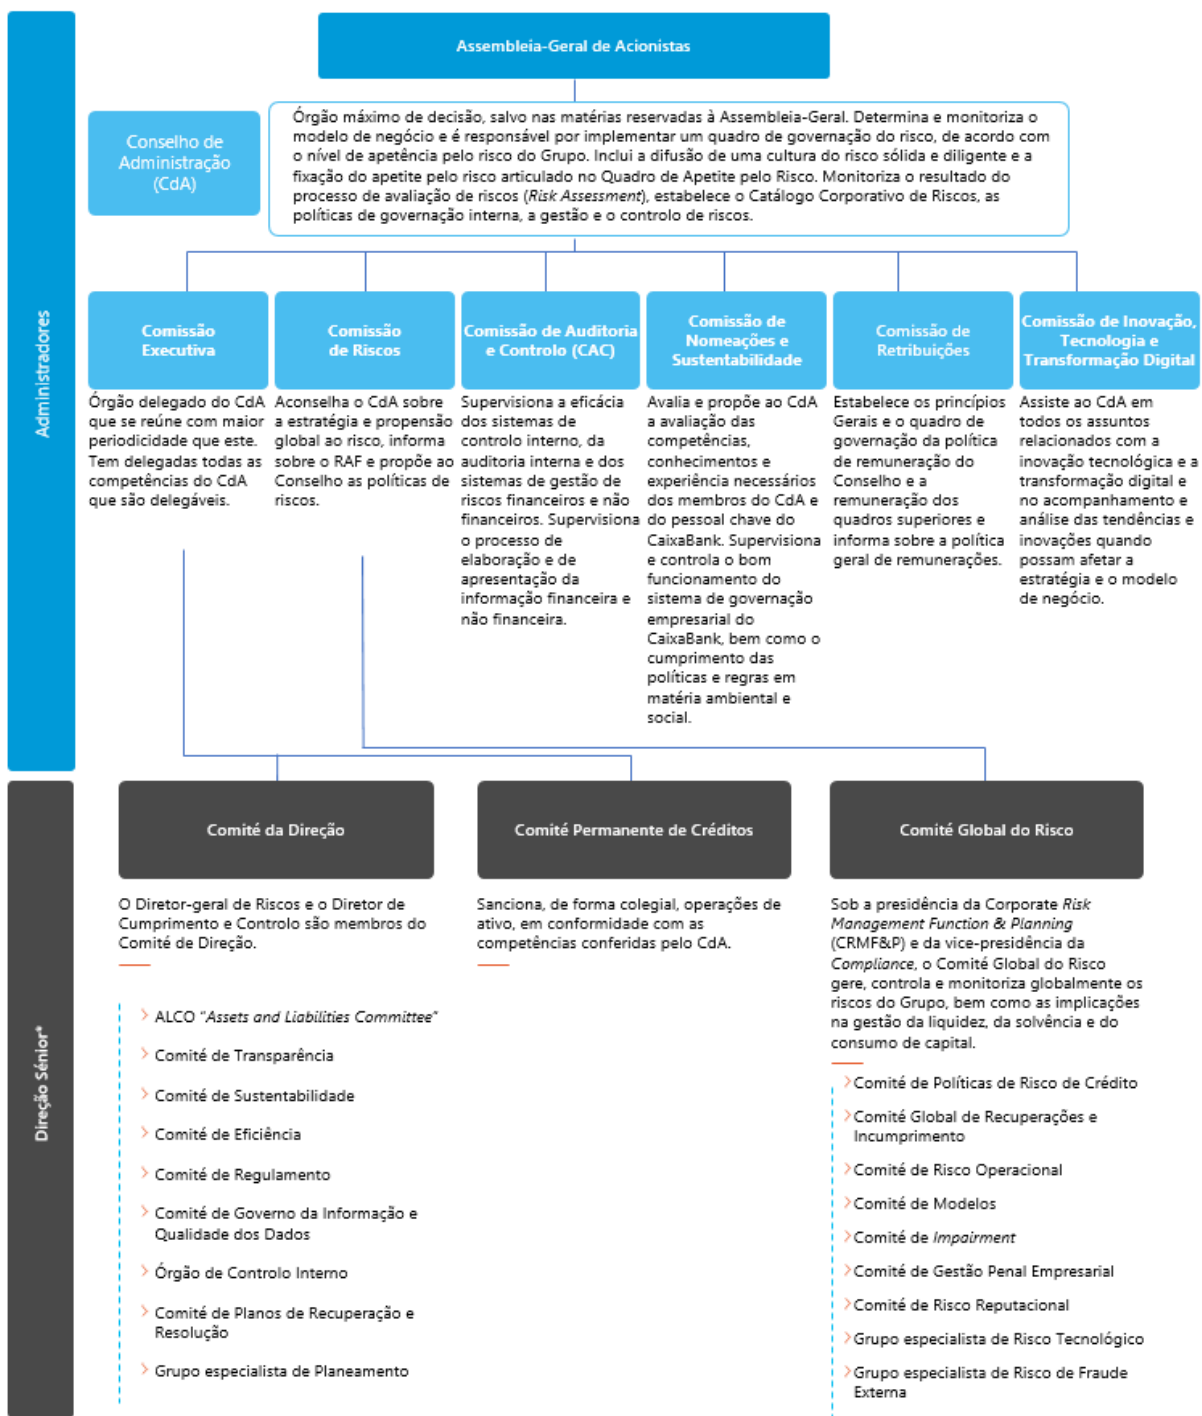 Assembleia-Geral de Acionistas
Administradores
Conselho de
Administração
(CdA)
Órgão máximo de decisão, salvo nas matérias reservadas à Assembleia-Geral. Determina e monitoriza o
modelo de negócio e é responsável por implementar um quadro de governação do risco, de acordo com
o nível de apetência pelo risco do Grupo. Inclui a difusão de uma cultura do risco sólida e diligente e a
fixação do apetite pelo risco articulado no Quadro de Apetite pelo Risco. Monitoriza o resultado do
processo de avaliação de riscos (Risk Assessment), estabelece o Catálogo Corporativo de Riscos, as
políticas de governação interna, a gestão e o controlo de riscos.
Comissão
Executiva
Órgão delegado do CdA
que se reúne com maior
periodicidade que este.
Tem delegadas todas as
competências do CdA
que são delegáveis.
Comissão
de Riscos
Aconselha o CdA sobre
a estratégia e propensão
global ao risco, informa
sobre o RAF e propõe ao
Conselho as políticas de
riscos.
Comissão de Auditoria
e Controlo (CAC)
Supervisiona a eficácia
dos sistemas de
controlo interno, da
auditoria interna e dos
sistemas de gestão de
riscos financeiros e não
financeiros. Supervisiona
o processo de
elaboração e de
apresentação da
informação financeira e
não financeira.
Comissão de
Nomeações e
Sustentabilidade
Avalia e propõe ao CdA
a avaliação das
competências,
conhecimentos e
experiência necessários
dos membros do CdA e
do pessoal chave do
CaixaBank. Supervisiona
e controla o bom
funcionamento do
sistema de governação
empresarial do
CaixaBank, bem como o
cumprimento das
políticas e regras em
matéria ambiental e
social.
Comissão de
Retribuições
Estabelece os princípios
Gerais e o quadro de
governação da política
de remuneração do
Conselho e a
remuneração dos
quadros superiores e
informa sobre a política
geral de remunerações.
Comissão de Inovação,
Tecnologia e
Transformação Digital
Assiste ao CdA em
todos os assuntos
relacionados com a
inovação tecnológica e a
transformação digital e
no acompanhamento e
análise das tendências e
inovações quando
possam afetar a
estratégia e o modelo
de negócio.
Direção Sénior*
Comité da Direção
O Diretor-geral de Riscos e o Diretor de
Cumprimento e Controlo são membros do
Comité de Direção.
ALCO "Assets and Liabilities Committee"
Comité de Transparência
Comité de Sustentabilidade
Comité de Eficiência
Comité de Regulamento
Comité de Governo da Informação e
Qualidade dos Dados
Órgão de Controlo Interno
Comité de Planos de Recuperação e
Resolução
Grupo especialista de Planeamento
Comité Permanente de Créditos
Sanciona, de forma colegial, operações de
ativo, em conformidade com as
competências conferidas pelo CdA.
Comité Global do Risco
Sob a presidência da Corporate Risk
Management Function & Planning
(CRMF&P) e da vice-presidência da
Compliance, o Comité Global do Risco
gere, controla e monitoriza globalmente os
riscos do Grupo, bem como as implicações
na gestão da liquidez, da solvência e do
consumo de capital.
Comité de Políticas de Risco de Crédito
Comité Global de Recuperações e
Incumprimento
Comité de Risco Operacional
Comité de Modelos
Comité de Impairment
Comité de Gestão Penal Empresarial
Comité de Risco Reputacional
Grupo especialista de Risco Tecnológico
Grupo especialista de Risco de Fraude
Externa